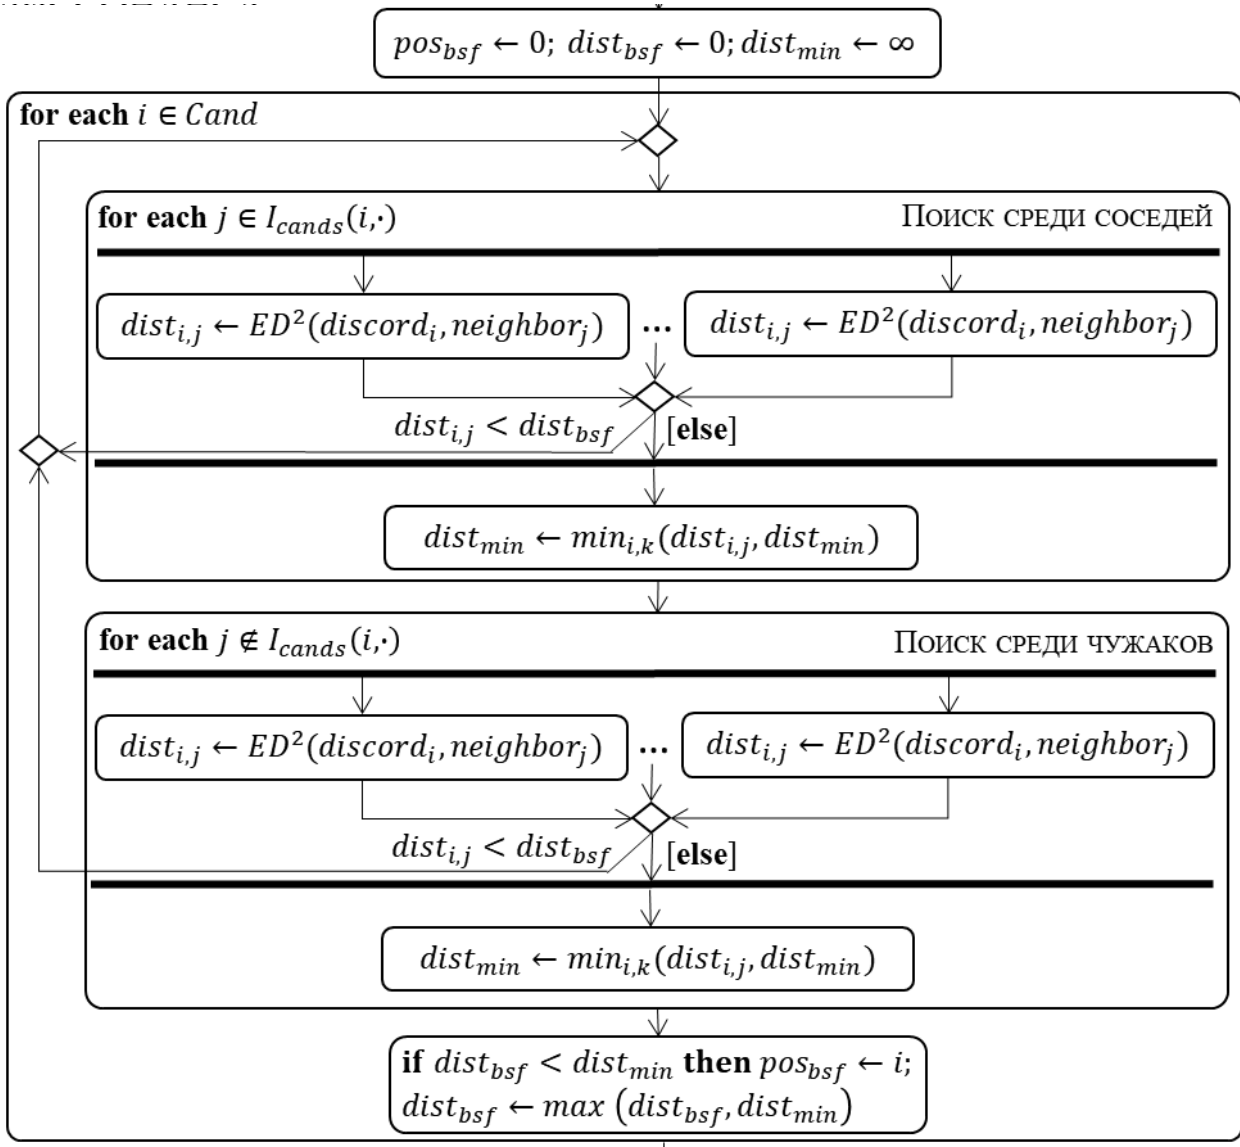 pos_bsf ← 0; dist_bsf ← 0; dist_min ← ∞
for each i ∈ Cand
for each j ∈ I_cands(i,·) ПОИСК СРЕДИ СОСЕДЕЙ
dist_i,j ← ED²(discord_i, neighbor_j) ... dist_i,j ← ED²(discord_i, neighbor_j)
dist_i,j < dist_bsf [else]
dist_min ← min_i,k(dist_i,j, dist_min)
for each j ∉ I_cands(i,·) ПОИСК СРЕДИ ЧУЖАКОВ
dist_i,j ← ED²(discord_i, neighbor_j) ... dist_i,j ← ED²(discord_i, neighbor_j)
dist_i,j < dist_bsf [else]
dist_min ← min_i,k(dist_i,j, dist_min)
if dist_bsf < dist_min then pos_bsf ← i;
dist_bsf ← max (dist_bsf, dist_min)